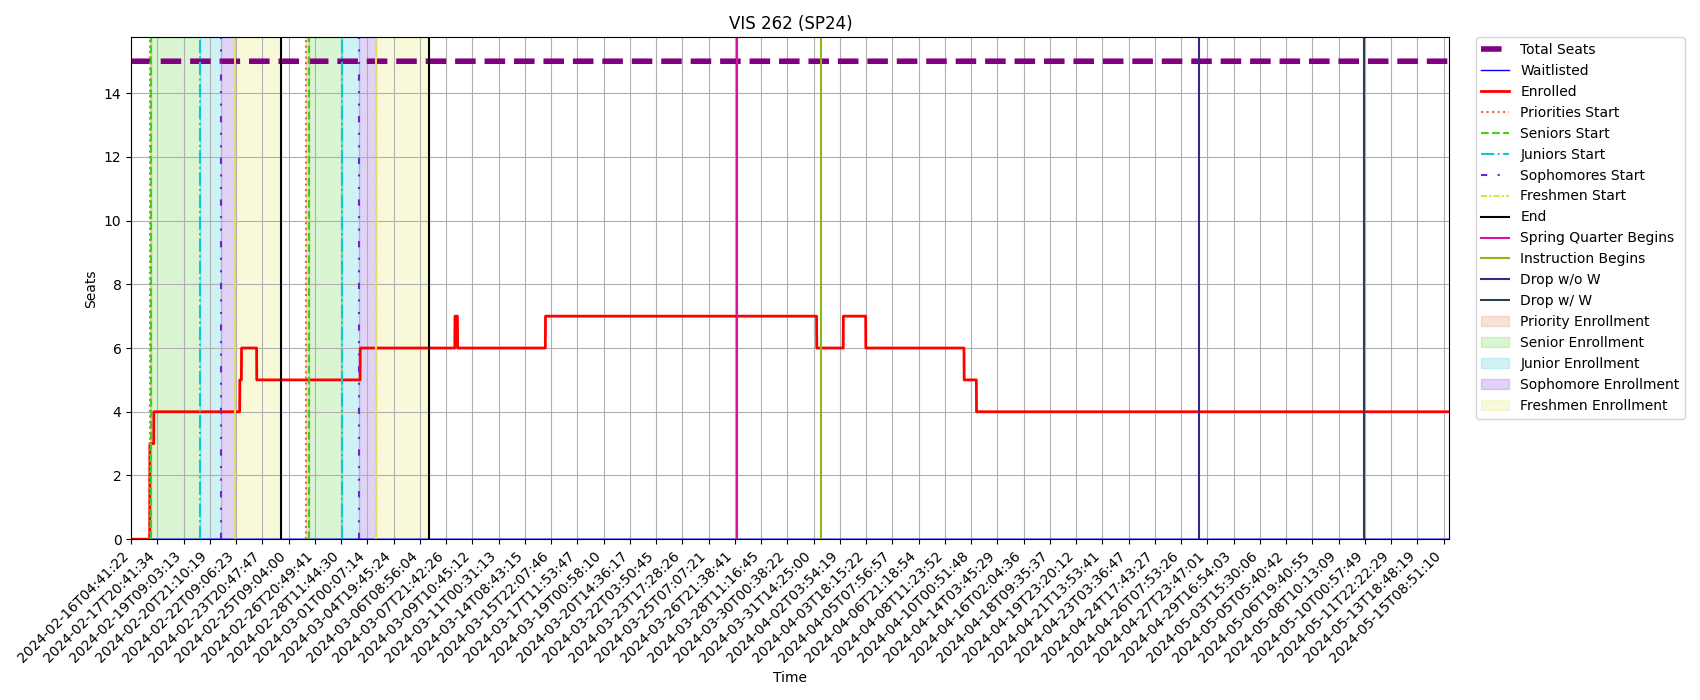 VIS 262 (SP24)
Seats
14
12
10
8
6
4
2
0
2024-02-16T04:41:22
2024-02-17T20:41:34
2024-02-19T09:03:13
2024-02-20T21:10:19
2024-02-22T09:06:23
2024-02-23T20:47:47
2024-02-25T09:04:00
2024-02-26T20:49:41
2024-02-28T11:44:30
2024-03-01T00:07:14
2024-03-04T19:45:24
2024-03-06T08:56:04
2024-03-07T21:42:26
2024-03-09T10:45:12
2024-03-11T00:31:13
2024-03-14T08:43:15
2024-03-15T22:07:46
2024-03-17T11:53:47
2024-03-19T00:58:10
2024-03-20T14:36:17
2024-03-22T03:50:45
2024-03-23T17:28:26
2024-03-25T07:07:21
2024-03-26T21:38:41
2024-03-28T11:16:45
2024-03-30T00:38:22
2024-03-31T14:25:00
2024-04-02T03:54:19
2024-04-03T18:15:22
2024-04-05T07:56:57
2024-04-06T21:18:54
2024-04-08T11:23:52
2024-04-10T00:51:48
2024-04-14T03:45:29
2024-04-16T02:04:36
2024-04-18T09:35:37
2024-04-19T23:20:12
2024-04-21T13:53:41
2024-04-23T03:36:47
2024-04-24T17:43:27
2024-04-26T07:53:26
2024-04-27T23:47:01
2024-04-29T16:54:03
2024-05-03T15:30:06
2024-05-05T05:40:42
2024-05-06T19:40:55
2024-05-08T10:13:09
2024-05-10T00:57:49
2024-05-11T22:22:29
2024-05-13T18:48:19
2024-05-15T08:51:10
Time
Total Seats
Waitlisted
Enrolled
Priorities Start
Seniors Start
Juniors Start
Sophomores Start
Freshmen Start
End
Spring Quarter Begins
Instruction Begins
Drop w/o W
Drop w/ W
Priority Enrollment
Senior Enrollment
Junior Enrollment
Sophomore Enrollment
Freshmen Enrollment